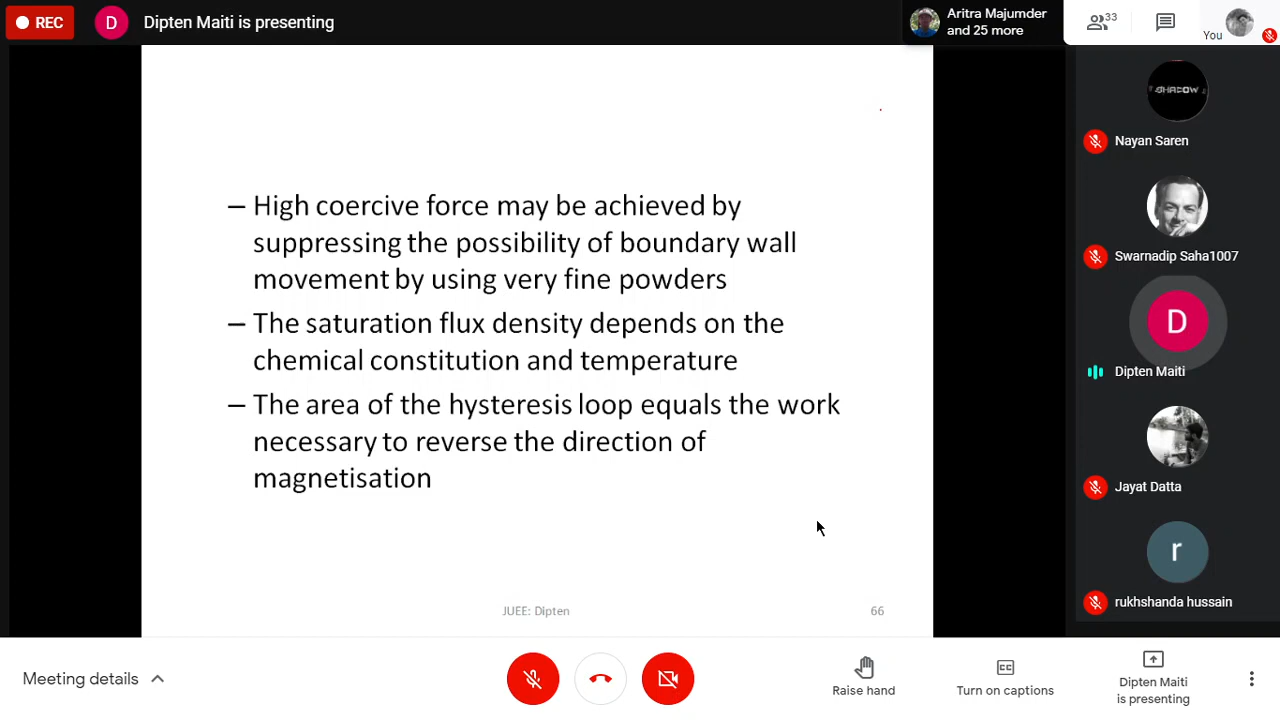 REC
D
Dipten Maiti is presenting
Aritra Majumder
and 25 more
33
You
SHADOW
Nayan Saren
Swarnadip Saha1007
D
Dipten Maiti
Jayat Datta
r
rukhshanda hussain
– High coercive force may be achieved by
suppressing the possibility of boundary wall
movement by using very fine powders
– The saturation flux density depends on the
chemical constitution and temperature
– The area of the hysteresis loop equals the work
necessary to reverse the direction of
magnetisation
JUEE: Dipten
66
Meeting details
Raise hand
CC
Turn on captions
Dipten Maiti
is presenting